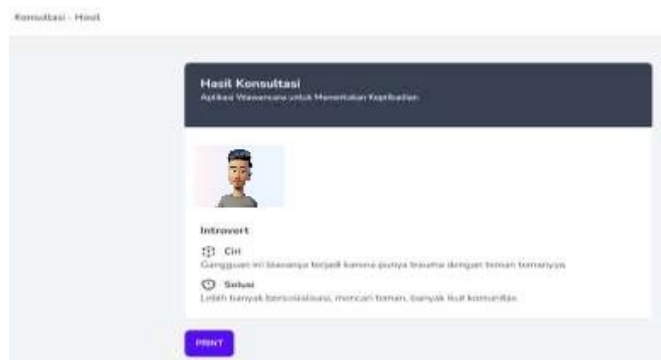 Konsultasi - Hasil
Hasil Konsultasi
Aplikasi Wawancara untuk Menentukan Kepribadian
Introvert
Ciri
Gangguan ini biasanya terjadi karena punya trauma dengan teman temannya
Solusi
Lebih banyak bersosialisasi, mencari teman, banyak ikut komunitas.
PRINT